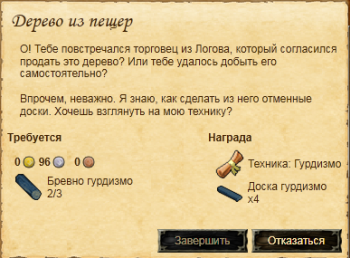 Дерево из пещер
О! Тебе повстречался торговец из Логова, который согласился
продать это дерево? Или тебе удалось добыть его
самостоятельно?
Впрочем, неважно. Я знаю, как сделать из него отменные
доски. Хочешь взглянуть на мою технику?
Требуется
0 96 0
Бревно гурдизмо
2/3
Награда
Техника: Гурдизмо
Доска гурдизмо
x4
Завершить Отказаться